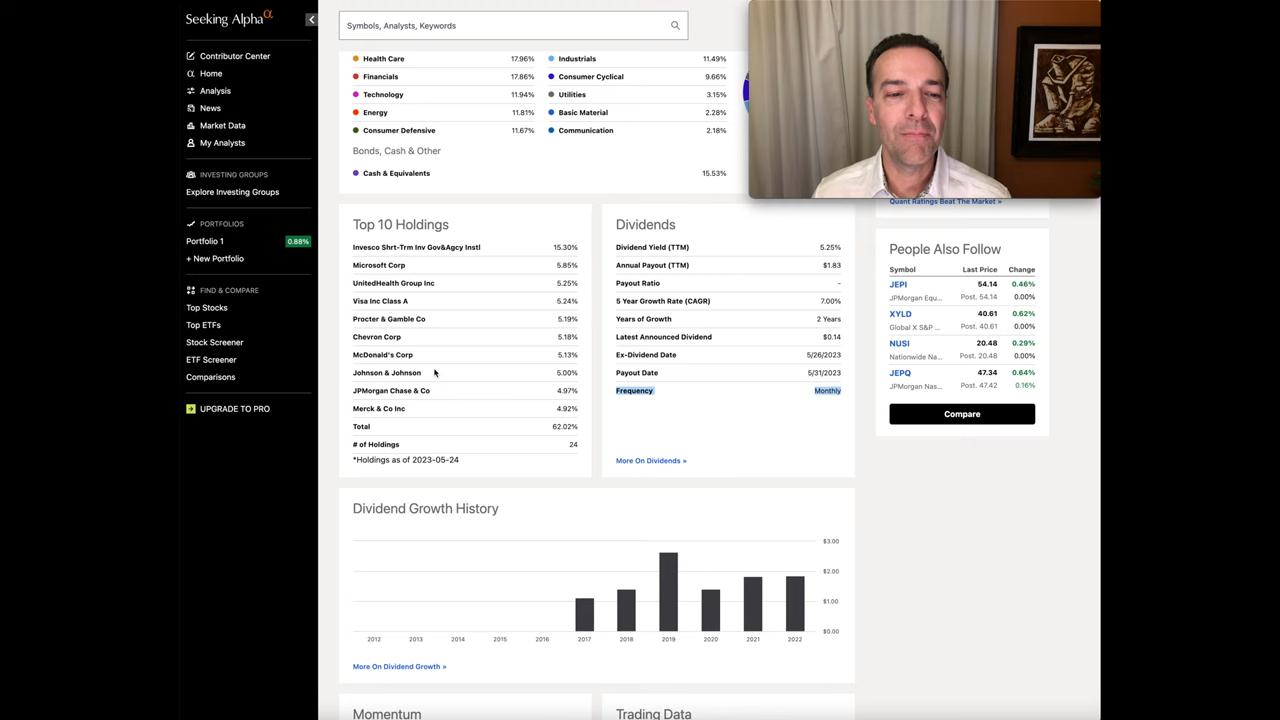 Seeking Alpha α
Contributor Center
Home
Analysis
News
Market Data
My Analysts
INVESTING GROUPS
Explore Investing Groups
PORTFOLIOS
Portfolio 1 0.88%
+ New Portfolio
FIND & COMPARE
Top Stocks
Top ETFs
Stock Screener
ETF Screener
Comparisons
UPGRADE TO PRO
Symbols, Analysts, Keywords
Health Care 17.96% Industrials 11.49%
Financials 17.86% Consumer Cyclical 9.66%
Technology 11.94% Utilities 3.15%
Energy 11.81% Basic Material 2.28%
Consumer Defensive 11.67% Communication 2.18%
Bonds, Cash & Other
Cash & Equivalents 15.53%
Top 10 Holdings
Invesco Shrt-Trm Inv Gov&Agcy Instl 15.30%
Microsoft Corp 5.85%
UnitedHealth Group Inc 5.25%
Visa Inc Class A 5.24%
Procter & Gamble Co 5.19%
Chevron Corp 5.18%
McDonald's Corp 5.13%
Johnson & Johnson 5.00%
JPMorgan Chase & Co 4.97%
Merck & Co Inc 4.92%
Total 62.02%
# of Holdings 24
*Holdings as of 2023-05-24
Dividends
Dividend Yield (TTM) 5.25%
Annual Payout (TTM) $1.83
Payout Ratio -
5 Year Growth Rate (CAGR) 7.00%
Years of Growth 2 Years
Latest Announced Dividend $0.14
Ex-Dividend Date 5/26/2023
Payout Date 5/31/2023
Frequency Monthly
More On Dividends »
Quant Ratings Beat The Market »
People Also Follow
Symbol Last Price Change
JEPI 54.14 0.46%
JPMorgan Equ... Post. 54.14 0.00%
XYLD 40.61 0.62%
Global X S&P ... Post. 40.61 0.00%
NUSI 20.48 0.29%
Nationwide Na... Post. 20.48 0.00%
JEPQ 47.34 0.64%
JPMorgan Nas... Post. 47.42 0.16%
Compare
Dividend Growth History
$3.00
$2.00
$1.00
$0.00
2012 2013 2014 2015 2016 2017 2018 2019 2020 2021 2022
More On Dividend Growth »
Momentum
Trading Data